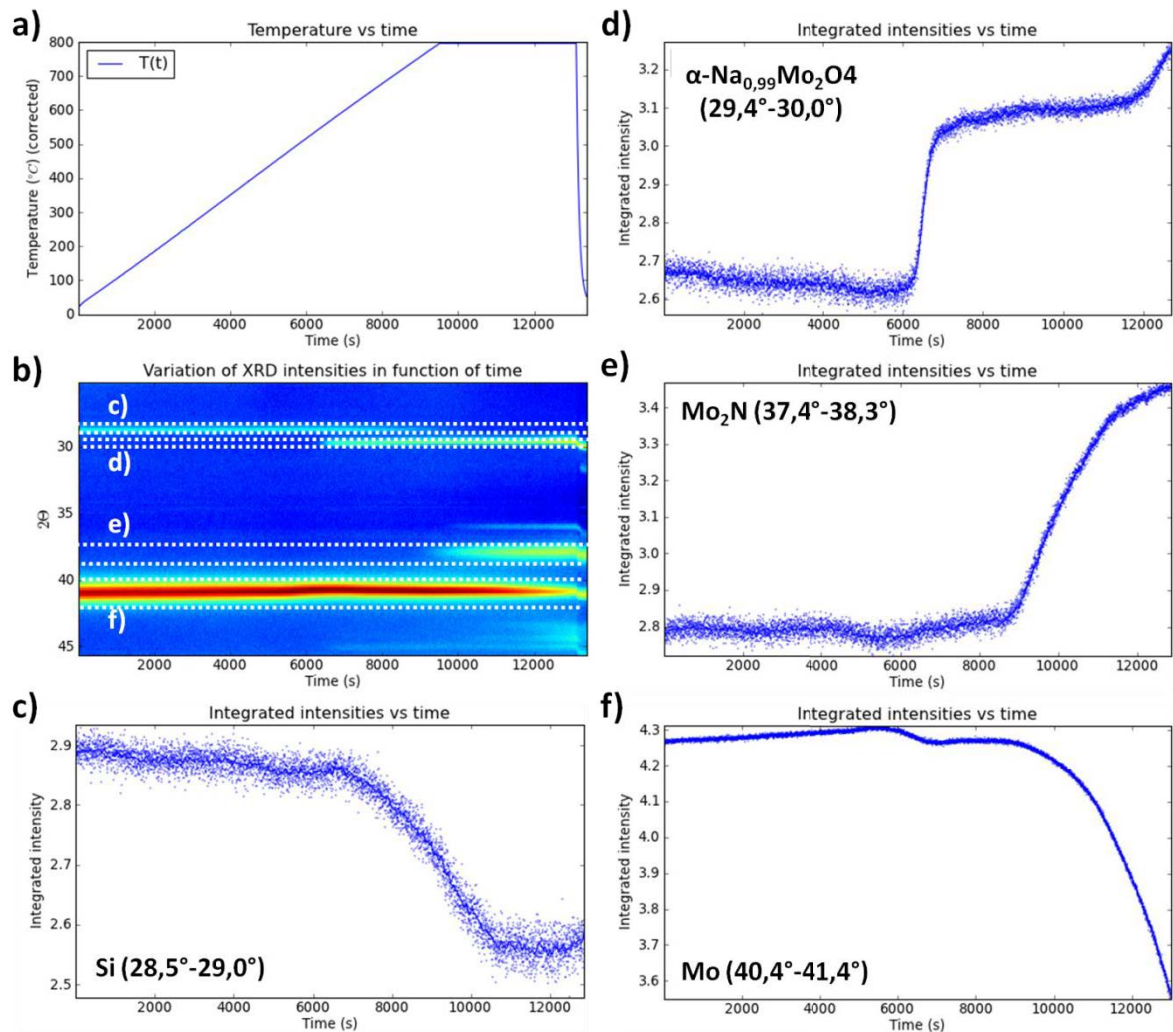 a)
Temperature vs time
T(t)
Temperature (°C) (corrected)
800
700
600
500
400
300
200
100
0
2000 4000 6000 8000 10000 12000
Time (s)
b)
Variation of XRD intensities in function of time
c)
d)
e)
f)
2Θ
30
35
40
45
2000 4000 6000 8000 10000 12000
Time (s)
c)
Integrated intensities vs time
Integrated intensity
2.9
2.8
2.7
2.6
2.5
Si (28,5°-29,0°)
0 2000 4000 6000 8000 10000 12000
Time (s)
d)
Integrated intensities vs time
α-Na0,99Mo2O4
(29,4°-30,0°)
Integrated intensity
3.2
3.1
3.0
2.9
2.8
2.7
2.6
2000 4000 6000 8000 10000 12000
Time (s)
e)
Integrated intensities vs time
Mo2N (37,4°-38,3°)
Integrated intensity
3.4
3.3
3.2
3.1
3.0
2.9
2.8
2.7
2000 4000 6000 8000 10000 12000
Time (s)
f)
Integrated intensities vs time
Integrated intensity
4.3
4.2
4.1
4.0
3.9
3.8
3.7
3.6
Mo (40,4°-41,4°)
0 2000 4000 6000 8000 10000 12000
Time (s)